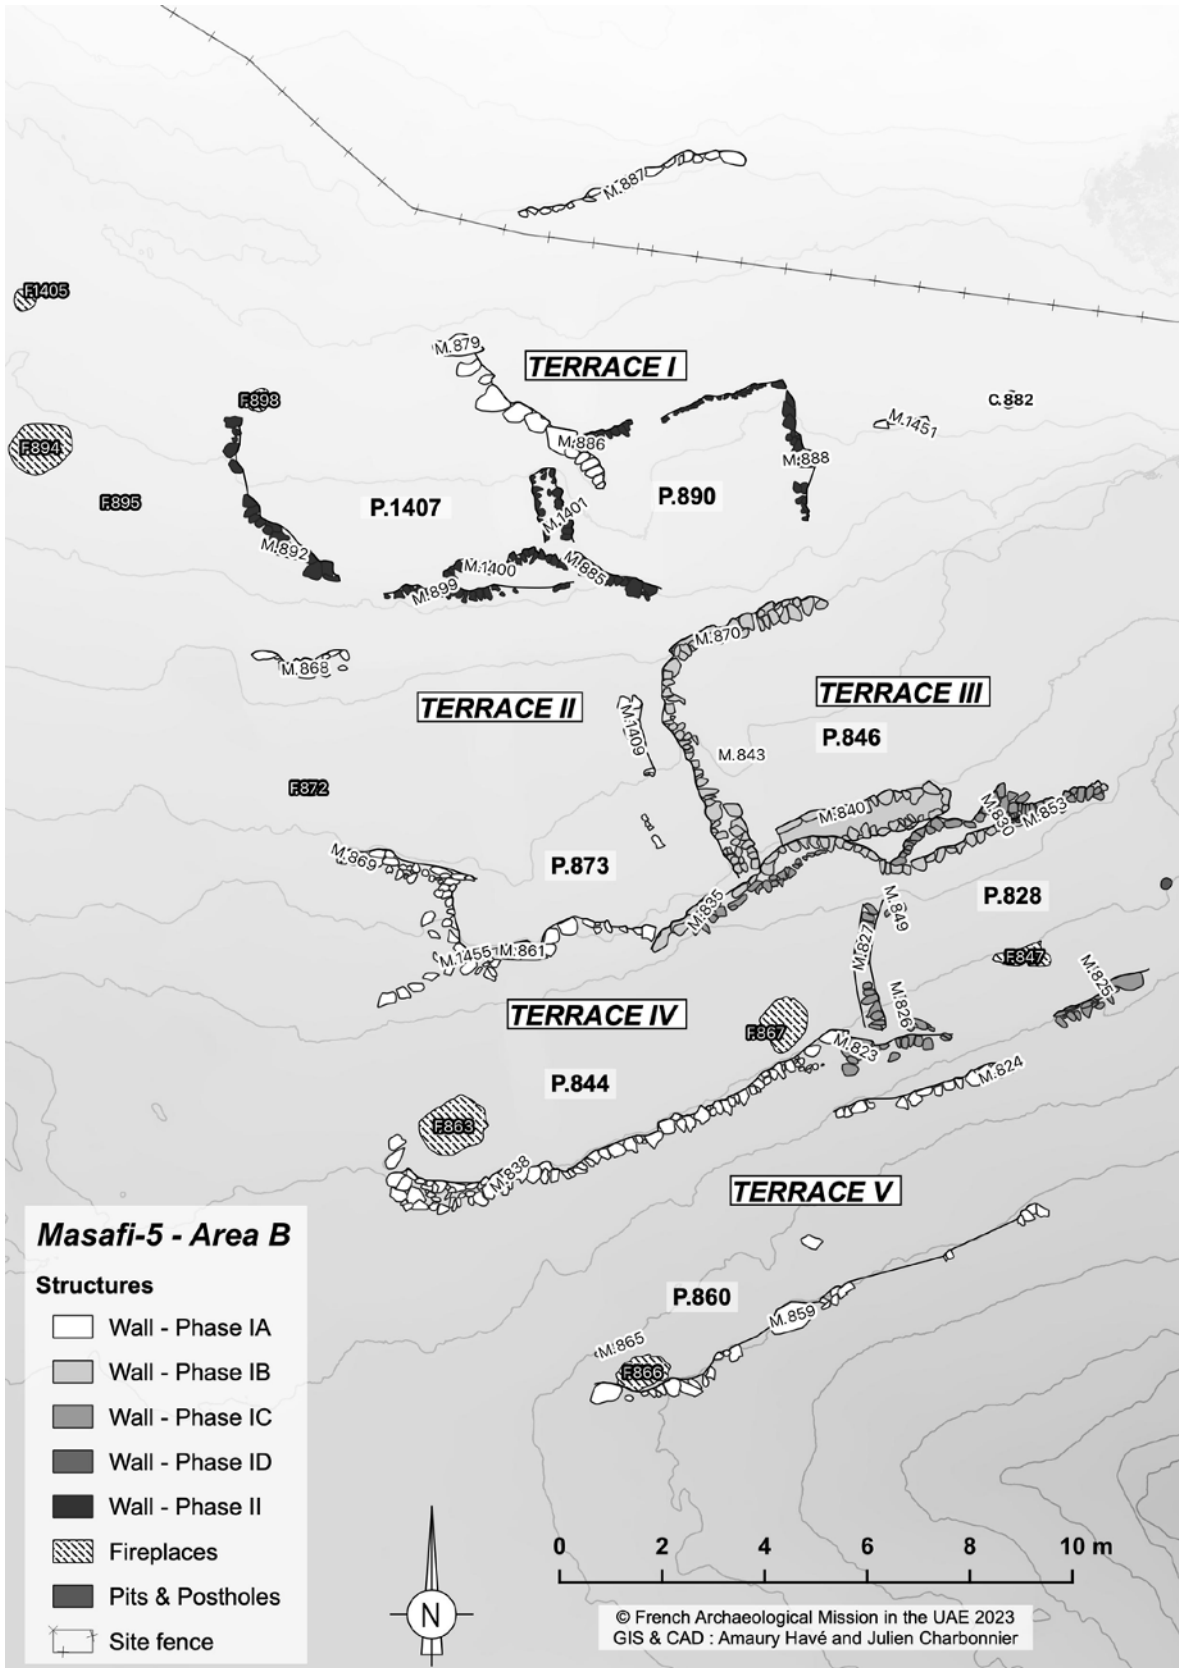 M.887
F.1405
M.879
TERRACE I
F.898
C.882
M.1451
F.894
M.886
M.888
F.895
P.1407
P.890
M.1401
M.892
M.1400
M.885
M.899
M.870
M.868
TERRACE II
TERRACE III
M.1409
P.846
M.843
F.872
M.840
M.830
M.853
M.869
P.873
P.828
M.835
M.849
M.827
M.1455
M.861
F.847
M.825
M.826
TERRACE IV
F.867
M.823
M.824
P.844
F.863
M.838
TERRACE V
Masafi-5 - Area B
Structures
Wall - Phase IA
Wall - Phase IB
Wall - Phase IC
Wall - Phase ID
Wall - Phase II
Fireplaces
Pits & Postholes
Site fence
P.860
M.859
M.865
F.866
N
0 2 4 6 8 10 m
© French Archaeological Mission in the UAE 2023
GIS & CAD : Amaury Havé and Julien Charbonnier